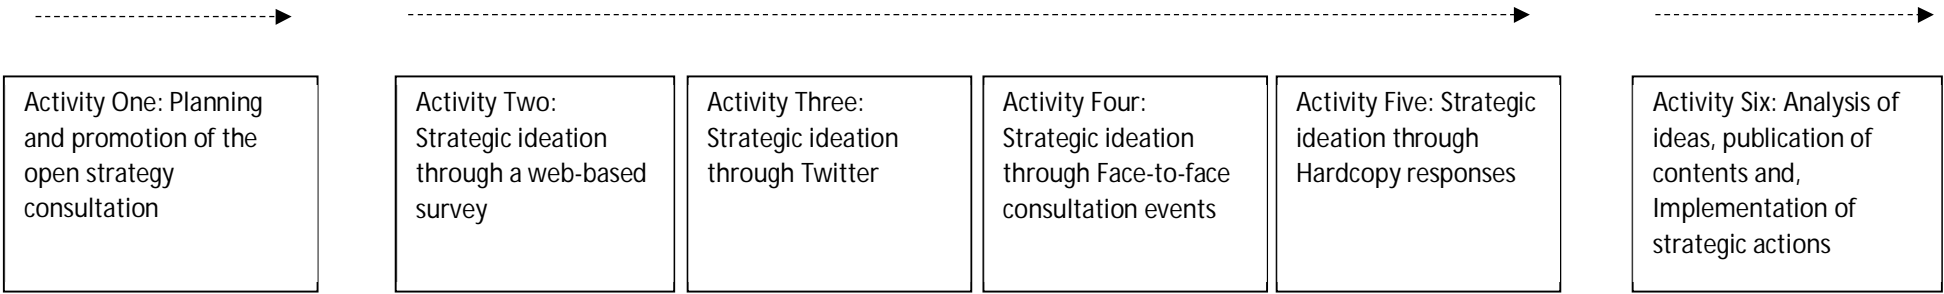 Activity One: Planning
and promotion of the
open strategy
consultation
Activity Two:
Strategic ideation
through a web-based
survey
Activity Three:
Strategic ideation
through Twitter
Activity Four:
Strategic ideation
through Face-to-face
consultation events
Activity Five: Strategic
ideation through
Hardcopy responses
Activity Six: Analysis of
ideas, publication of
contents and,
Implementation of
strategic actions